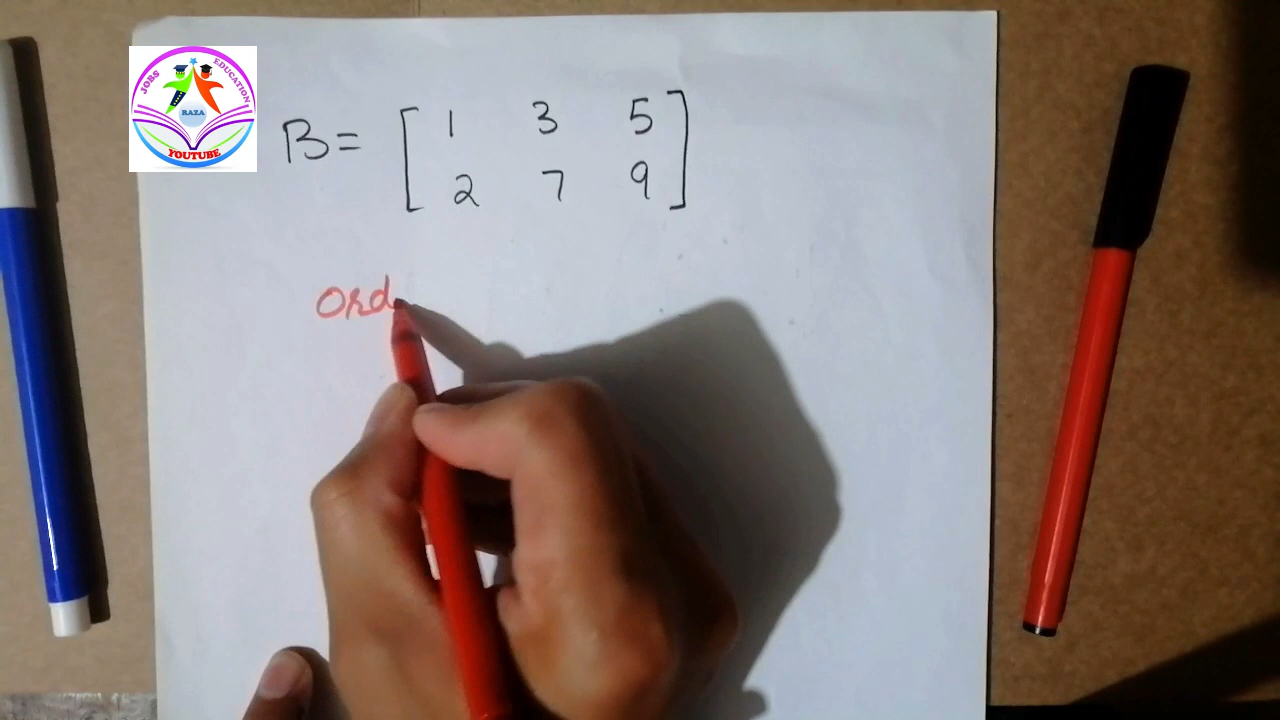 JOBS EDUCATION
RAZA
YOUTUBE
B = [ 1 3 5
2 7 9 ]
Ord